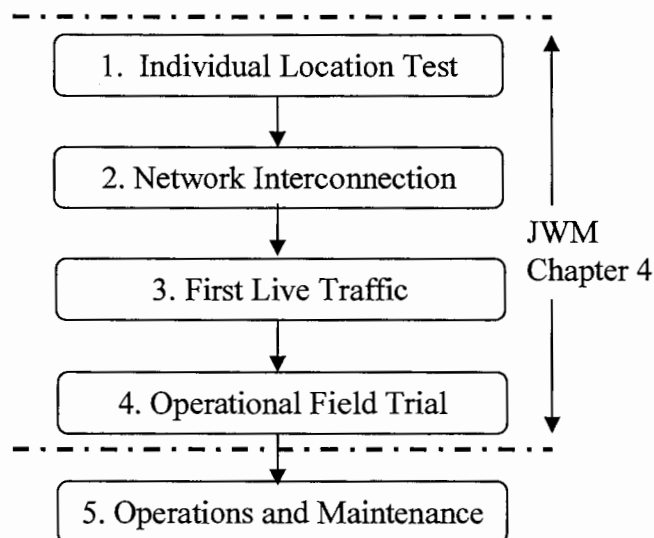 1. Individual Location Test
2. Network Interconnection
3. First Live Traffic
4. Operational Field Trial
5. Operations and Maintenance
JWM
Chapter 4